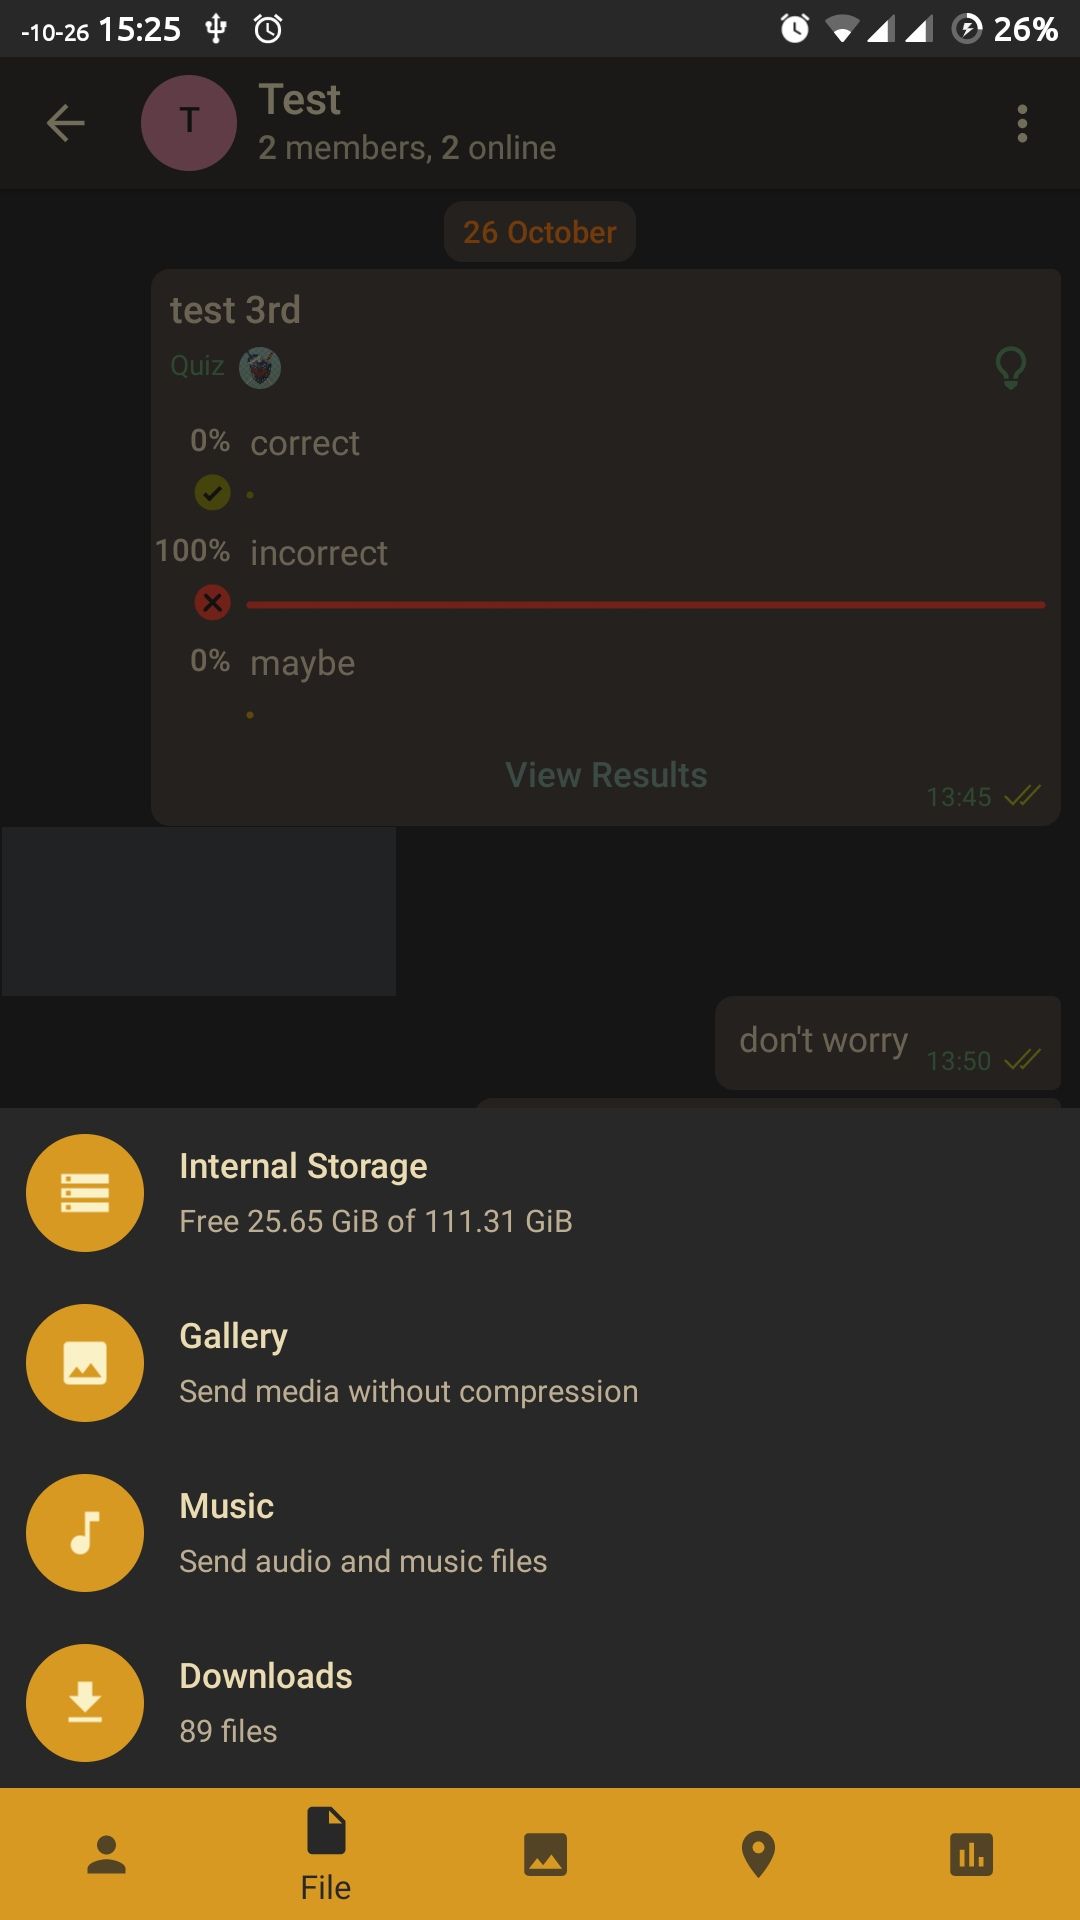 -10-26 15:25 26%
T
Test
2 members, 2 online
26 October
test 3rd
Quiz
0% correct
100% incorrect
0% maybe
View Results
13:45
don't worry 13:50
Internal Storage
Free 25.65 GiB of 111.31 GiB
Gallery
Send media without compression
Music
Send audio and music files
Downloads
89 files
File